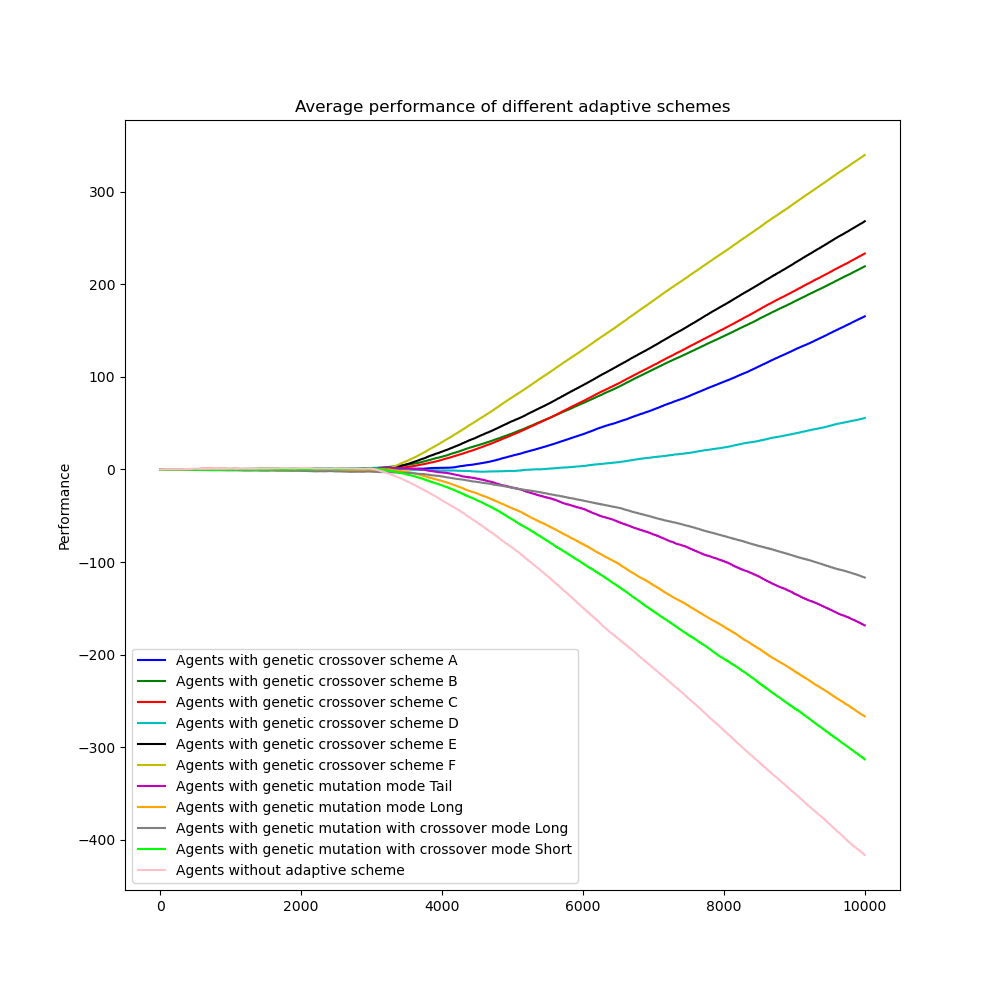 Average performance of different adaptive schemes
Performance
300
200
100
0
−100
−200
−300
−400
Agents with genetic crossover scheme A
Agents with genetic crossover scheme B
Agents with genetic crossover scheme C
Agents with genetic crossover scheme D
Agents with genetic crossover scheme E
Agents with genetic crossover scheme F
Agents with genetic mutation mode Tail
Agents with genetic mutation mode Long
Agents with genetic mutation with crossover mode Long
Agents with genetic mutation with crossover mode Short
Agents without adaptive scheme
0 2000 4000 6000 8000 10000